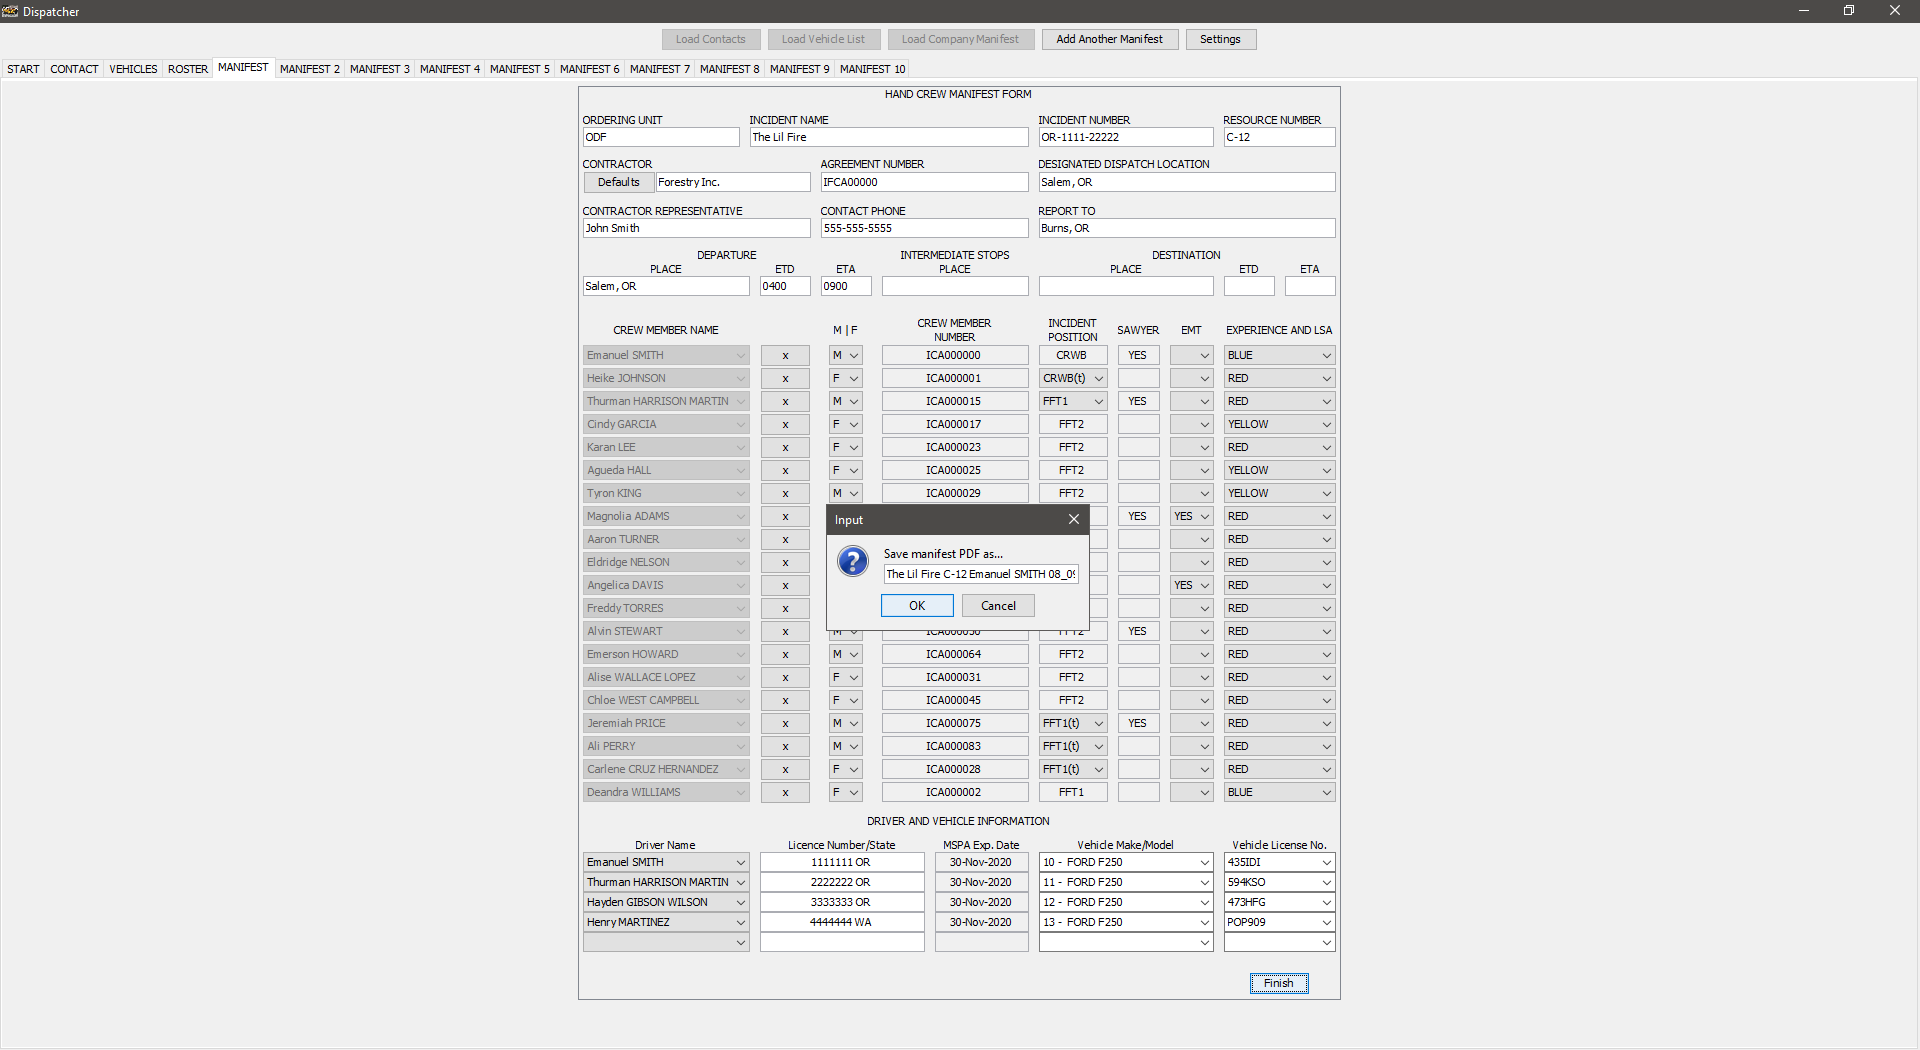 Dispatcher
Load Contacts Load Vehicle List Load Company Manifest Add Another Manifest Settings
START CONTACT VEHICLES ROSTER MANIFEST MANIFEST 2 MANIFEST 3 MANIFEST 4 MANIFEST 5 MANIFEST 6 MANIFEST 7 MANIFEST 8 MANIFEST 9 MANIFEST 10
HAND CREW MANIFEST FORM
ORDERING UNIT INCIDENT NAME INCIDENT NUMBER RESOURCE NUMBER
ODF The Lil Fire OR-1111-22222 C-12
CONTRACTOR AGREEMENT NUMBER DESIGNATED DISPATCH LOCATION
Defaults Forestry Inc. IFCA00000 Salem, OR
CONTRACTOR REPRESENTATIVE CONTACT PHONE REPORT TO
John Smith 555-555-5555 Burns, OR
DEPARTURE INTERMEDIATE STOPS DESTINATION
PLACE ETD ETA PLACE PLACE ETD ETA
Salem, OR 0400 0900
CREW MEMBER NAME M | F CREW MEMBER NUMBER INCIDENT POSITION SAWYER EMT EXPERIENCE AND LSA
Emanuel SMITH x M ICA000000 CRWB YES BLUE
Heike JOHNSON x F ICA000001 CRWB(t) RED
Thurman HARRISON MARTIN x M ICA000015 FFT1 YES RED
Cindy GARCIA x F ICA000017 FFT2 YELLOW
Karan LEE x F ICA000023 FFT2 RED
Agueda HALL x F ICA000025 FFT2 YELLOW
Tyron KING x M ICA000029 FFT2 YELLOW
Magnolia ADAMS x YES YES RED
Aaron TURNER x RED
Eldridge NELSON x RED
Angelica DAVIS x YES RED
Freddy TORRES x RED
Alvin STEWART x M FFT2 YES RED
Emerson HOWARD x M ICA000064 FFT2 RED
Alise WALLACE LOPEZ x F ICA000031 FFT2 RED
Chloe WEST CAMPBELL x F ICA000045 FFT2 RED
Jeremiah PRICE x M ICA000075 FFT1(t) YES RED
Ali PERRY x M ICA000083 FFT1(t) RED
Carlene CRUZ HERNANDEZ x F ICA000028 FFT1(t) RED
Deandra WILLIAMS x F ICA000002 FFT1 BLUE
Input
Save manifest PDF as...
The Lil Fire C-12 Emanuel SMITH 08_09
OK Cancel
DRIVER AND VEHICLE INFORMATION
Driver Name Licence Number/State MSPA Exp. Date Vehicle Make/Model Vehicle License No.
Emanuel SMITH 1111111 OR 30-Nov-2020 10 - FORD F250 435IDI
Thurman HARRISON MARTIN 2222222 OR 30-Nov-2020 11 - FORD F250 594KSO
Hayden GIBSON WILSON 3333333 OR 30-Nov-2020 12 - FORD F250 473HFG
Henry MARTINEZ 4444444 WA 30-Nov-2020 13 - FORD F250 POP909
Finish